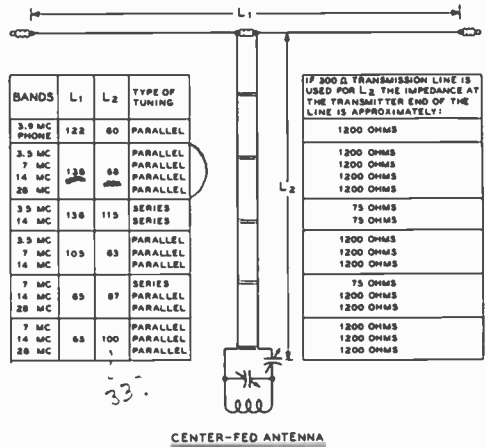 L1
BANDS L1 L2 TYPE OF TUNING
3.9 MC PHONE 122 60 PARALLEL
3.5 MC PARALLEL
7 MC 136 68 PARALLEL
14 MC PARALLEL
28 MC PARALLEL
3.5 MC 136 115 SERIES
14 MC SERIES
3.5 MC PARALLEL
7 MC 105 83 PARALLEL
14 MC PARALLEL
7 MC SERIES
14 MC 65 87 PARALLEL
28 MC PARALLEL
7 MC PARALLEL
14 MC 65 100 PARALLEL
28 MC PARALLEL
33.
L2
IF 300 Ω TRANSMISSION LINE IS
USED FOR L2 THE IMPEDANCE AT
THE TRANSMITTER END OF THE
LINE IS APPROXIMATELY:
1200 OHMS
1200 OHMS
1200 OHMS
1200 OHMS
1200 OHMS
75 OHMS
75 OHMS
1200 OHMS
1200 OHMS
1200 OHMS
75 OHMS
1200 OHMS
1200 OHMS
1200 OHMS
1200 OHMS
1200 OHMS
CENTER-FED ANTENNA